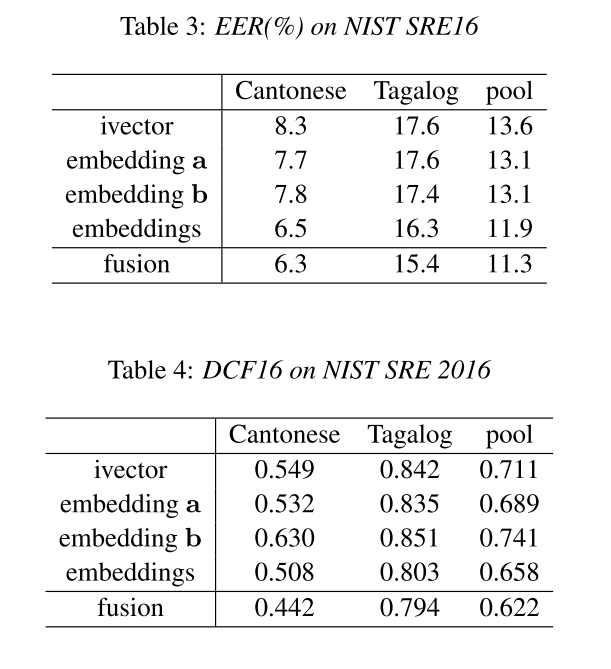 Table 3: EER(%) on NIST SRE16
Cantonese Tagalog pool
ivector 8.3 17.6 13.6
embedding a 7.7 17.6 13.1
embedding b 7.8 17.4 13.1
embeddings 6.5 16.3 11.9
fusion 6.3 15.4 11.3
Table 4: DCF16 on NIST SRE 2016
Cantonese Tagalog pool
ivector 0.549 0.842 0.711
embedding a 0.532 0.835 0.689
embedding b 0.630 0.851 0.741
embeddings 0.508 0.803 0.658
fusion 0.442 0.794 0.622